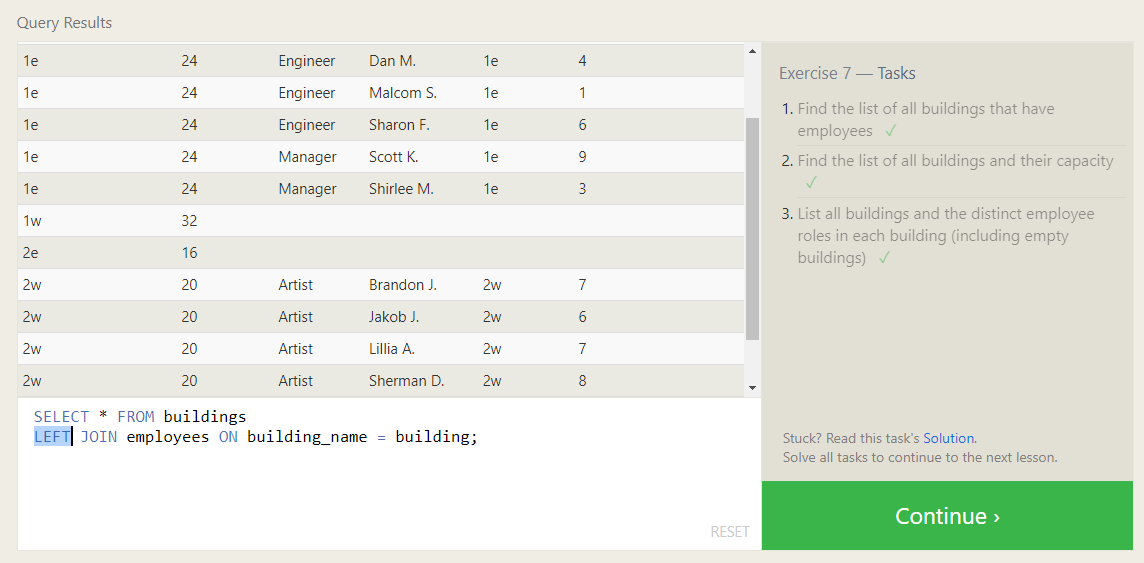 Query Results
1e 24 Engineer Dan M. 1e 4
1e 24 Engineer Malcom S. 1e 1
1e 24 Engineer Sharon F. 1e 6
1e 24 Manager Scott K. 1e 9
1e 24 Manager Shirlee M. 1e 3
1w 32
2e 16
2w 20 Artist Brandon J. 2w 7
2w 20 Artist Jakob J. 2w 6
2w 20 Artist Lillia A. 2w 7
2w 20 Artist Sherman D. 2w 8
SELECT * FROM buildings
LEFT JOIN employees ON building_name = building;
RESET
Exercise 7 — Tasks
1. Find the list of all buildings that have
employees ✓
2. Find the list of all buildings and their capacity
✓
3. List all buildings and the distinct employee
roles in each building (including empty
buildings) ✓
Stuck? Read this task's Solution.
Solve all tasks to continue to the next lesson.
Continue ›